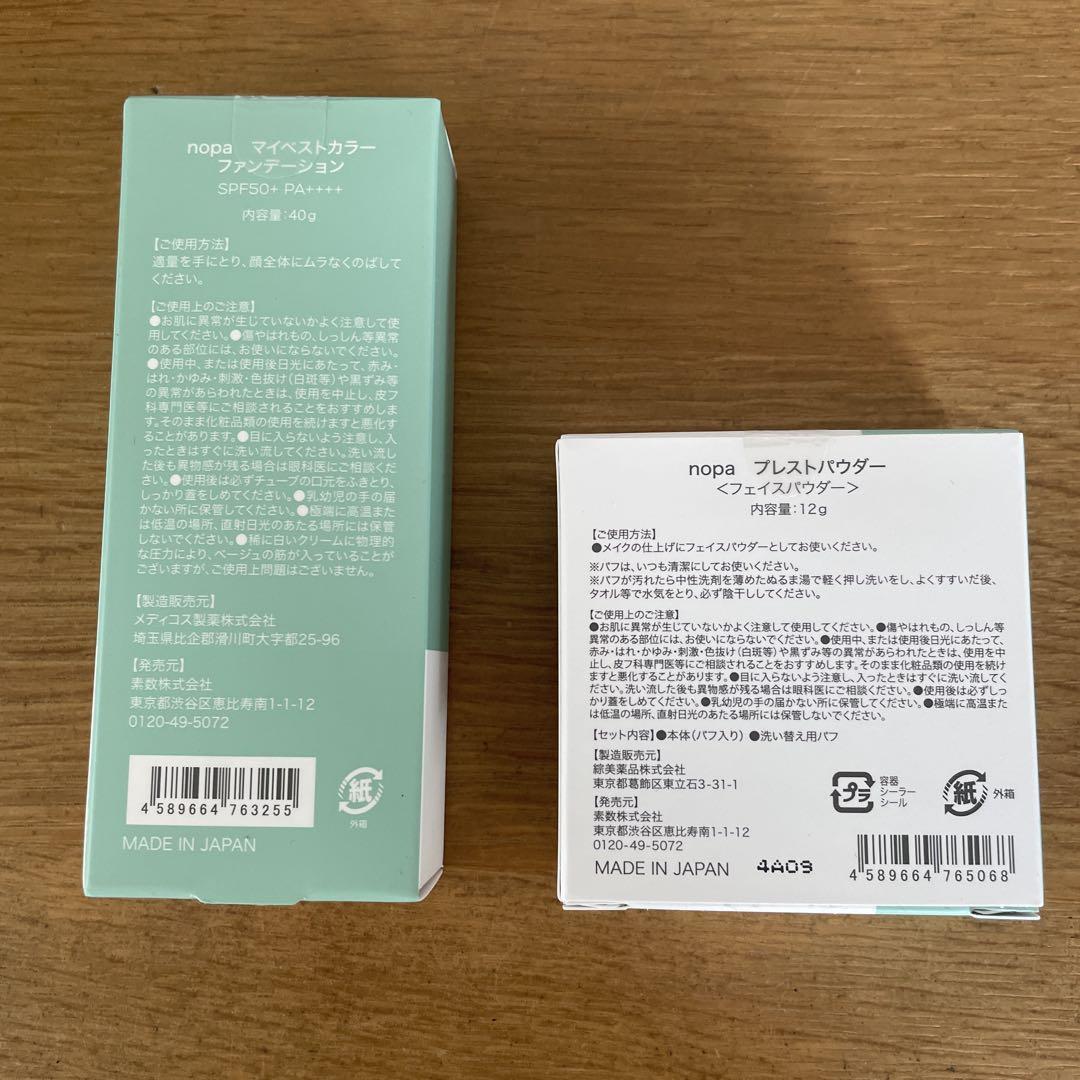 nopa マイベストカラー
ファンデーション
SPF50+ PA++++
内容量:40g
【ご使用方法】
適量を手にとり、顔全体にムラなくのばして
ください。
【ご使用上のご注意】
●お肌に異常が生じていないかよく注意して使
用してください。●傷やはれもの、しっしん等異常
のある部位には、お使いにならないでください。
●使用中、または使用後日光にあたって、赤み・
はれ・かゆみ・刺激・色抜け(白斑等)や黒ずみ等
の異常があらわれたときは、使用を中止し、皮フ
科専門医等にご相談されることをおすすめしま
す。そのまま化粧品類の使用を続けますと悪化す
ることがあります。●目に入らないよう注意し、入
ったときはすぐに洗い流してください。洗い流し
た後も異物感が残る場合は眼科医にご相談くだ
さい。●使用後は必ずチューブの口元をふきとり、
しっかり蓋をしめてください。●乳幼児の手の届
かない所に保管してください。●極端に高温また
は低温の場所、直射日光のあたる場所には保管
しないでください。●稀に白いクリームに物理的
な圧力により、ベージュの筋が入っていることが
ございますが、ご使用上問題はございません。
【製造販売元】
メディコス製薬株式会社
埼玉県比企郡滑川町大字都25-96
【発売元】
素数株式会社
東京都渋谷区恵比寿南1-1-12
0120-49-5072
4 589664 763255
紙
外箱
MADE IN JAPAN
nopa プレストパウダー
<フェイスパウダー>
内容量:12g
【ご使用方法】
●メイクの仕上げにフェイスパウダーとしてお使いください。
※パフは、いつも清潔にしてお使いください。
※パフが汚れたら中性洗剤を薄めたぬるま湯で軽く押し洗いをし、よくすすいだ後、
タオル等で水気をとり、必ず陰干ししてください。
【ご使用上のご注意】
●お肌に異常が生じていないかよく注意して使用してください。●傷やはれもの、しっしん等
異常のある部位には、お使いにならないでください。●使用中、または使用後日光にあたって、
赤み・はれ・かゆみ・刺激・色抜け(白斑等)や黒ずみ等の異常があらわれたときは、使用を中
止し、皮フ科専門医等にご相談されることをおすすめします。そのまま化粧品類の使用を続け
ますと悪化することがあります。●目に入らないよう注意し、入ったときはすぐに洗い流してく
ださい。洗い流した後も異物感が残る場合は眼科医にご相談ください。●使用後は必ずしっ
かり蓋をしめてください。●乳幼児の手の届かない所に保管してください。●極端に高温また
は低温の場所、直射日光のあたる場所には保管しないでください。
【セット内容】●本体(パフ入り) ●洗い替え用パフ
【製造販売元】
綜美薬品株式会社
東京都葛飾区東立石3-31-1
【発売元】
素数株式会社
東京都渋谷区恵比寿南1-1-12
0120-49-5072
プラ
容器
シーラー
シール
紙
外箱
MADE IN JAPAN
4A09
4 589664 765068